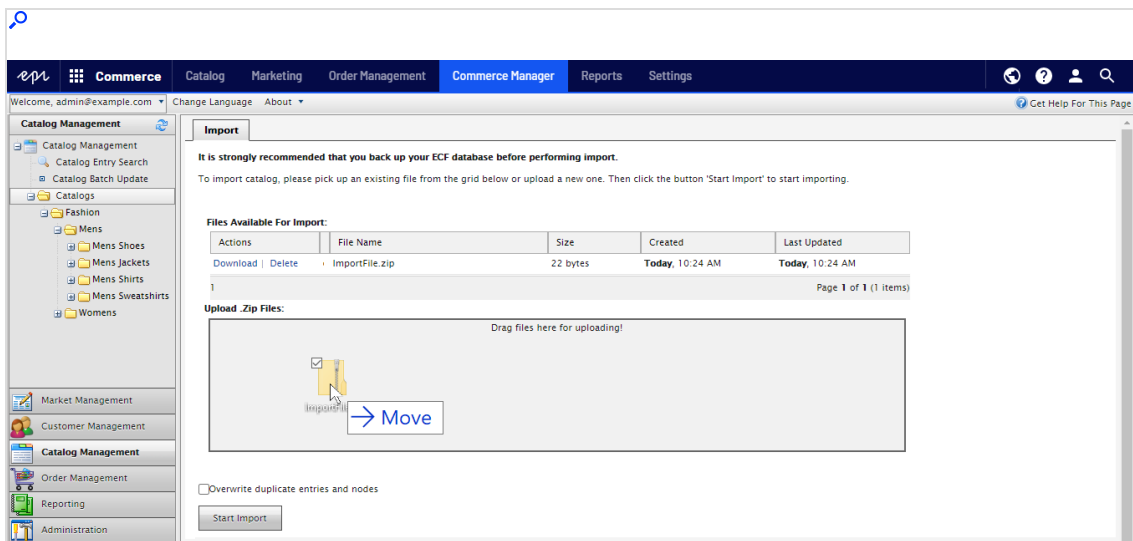 epi Commerce Catalog Marketing Order Management Commerce Manager Reports Settings
Welcome, admin@example.com Change Language About Get Help For This Page
Catalog Management
Catalog Management
Catalog Entry Search
Catalog Batch Update
Catalogs
Fashion
Mens
Mens Shoes
Mens Jackets
Mens Shirts
Mens Sweatshirts
Womens
Market Management
Customer Management
Catalog Management
Order Management
Reporting
Administration
Import
It is strongly recommended that you back up your ECF database before performing import.
To import catalog, please pick up an existing file from the grid below or upload a new one. Then click the button 'Start Import' to start importing.
Files Available For Import:
Actions File Name Size Created Last Updated
Download | Delete ImportFile.zip 22 bytes Today, 10:24 AM Today, 10:24 AM
1 Page 1 of 1 (1 items)
Upload .Zip Files:
Drag files here for uploading!
→ Move
Overwrite duplicate entries and nodes
Start Import